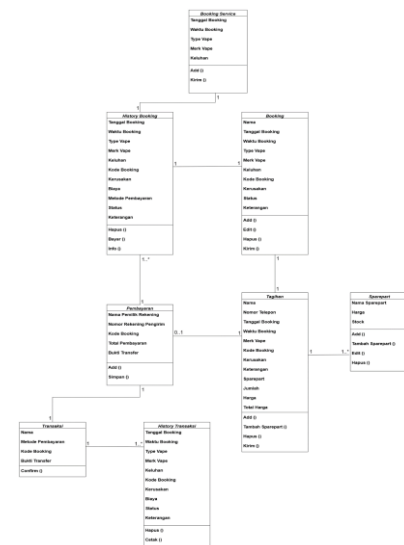 Booking Service
Tanggal Booking
Waktu Booking
Type Vape
Merk Vape
Keluhan
Add ()
Kirim ()
1
1
History Booking
Tanggal Booking
Waktu Booking
Type Vape
Merk Vape
Keluhan
Kode Booking
Kerusakan
Biaya
Metode Pembayaran
Status
Keterangan
Hapus ()
Bayar ()
Info ()
1
1
Booking
Name
Tanggal Booking
Waktu Booking
Type Vape
Merk Vape
Keluhan
Kode Booking
Kerusakan
Status
Keterangan
Add ()
Edit ()
Hapus ()
Kirim ()
1..*
1
1
1
Pembayaran
Nama Pemilik Rekening
Nomor Rekening Pengirim
Kode Booking
Total Pembayaran
Bukti Transfer
Add ()
Simpan ()
0..1
1
Tagihan
Name
Nomor Telepon
Tanggal Booking
Waktu Booking
Merk Vape
Kode Booking
Kerusakan
Keterangan
Sparepart
Jumlah
Harga
Total Harga
Add ()
Tambah Sparepart ()
Hapus ()
Kirim ()
1
1..*
Sparepart
Name Sparepart
Harga
Stock
Add ()
Tambah Sparepart ()
Edit ()
Hapus ()
1
1
Transaksi
Name
Metode Pembayaran
Kode Booking
Bukti Transfer
Confirm ()
1
1..*
History Transaksi
Tanggal Booking
Waktu Booking
Type Vape
Merk Vape
Keluhan
Kode Booking
Kerusakan
Biaya
Status
Keterangan
Hapus ()
Cetak ()